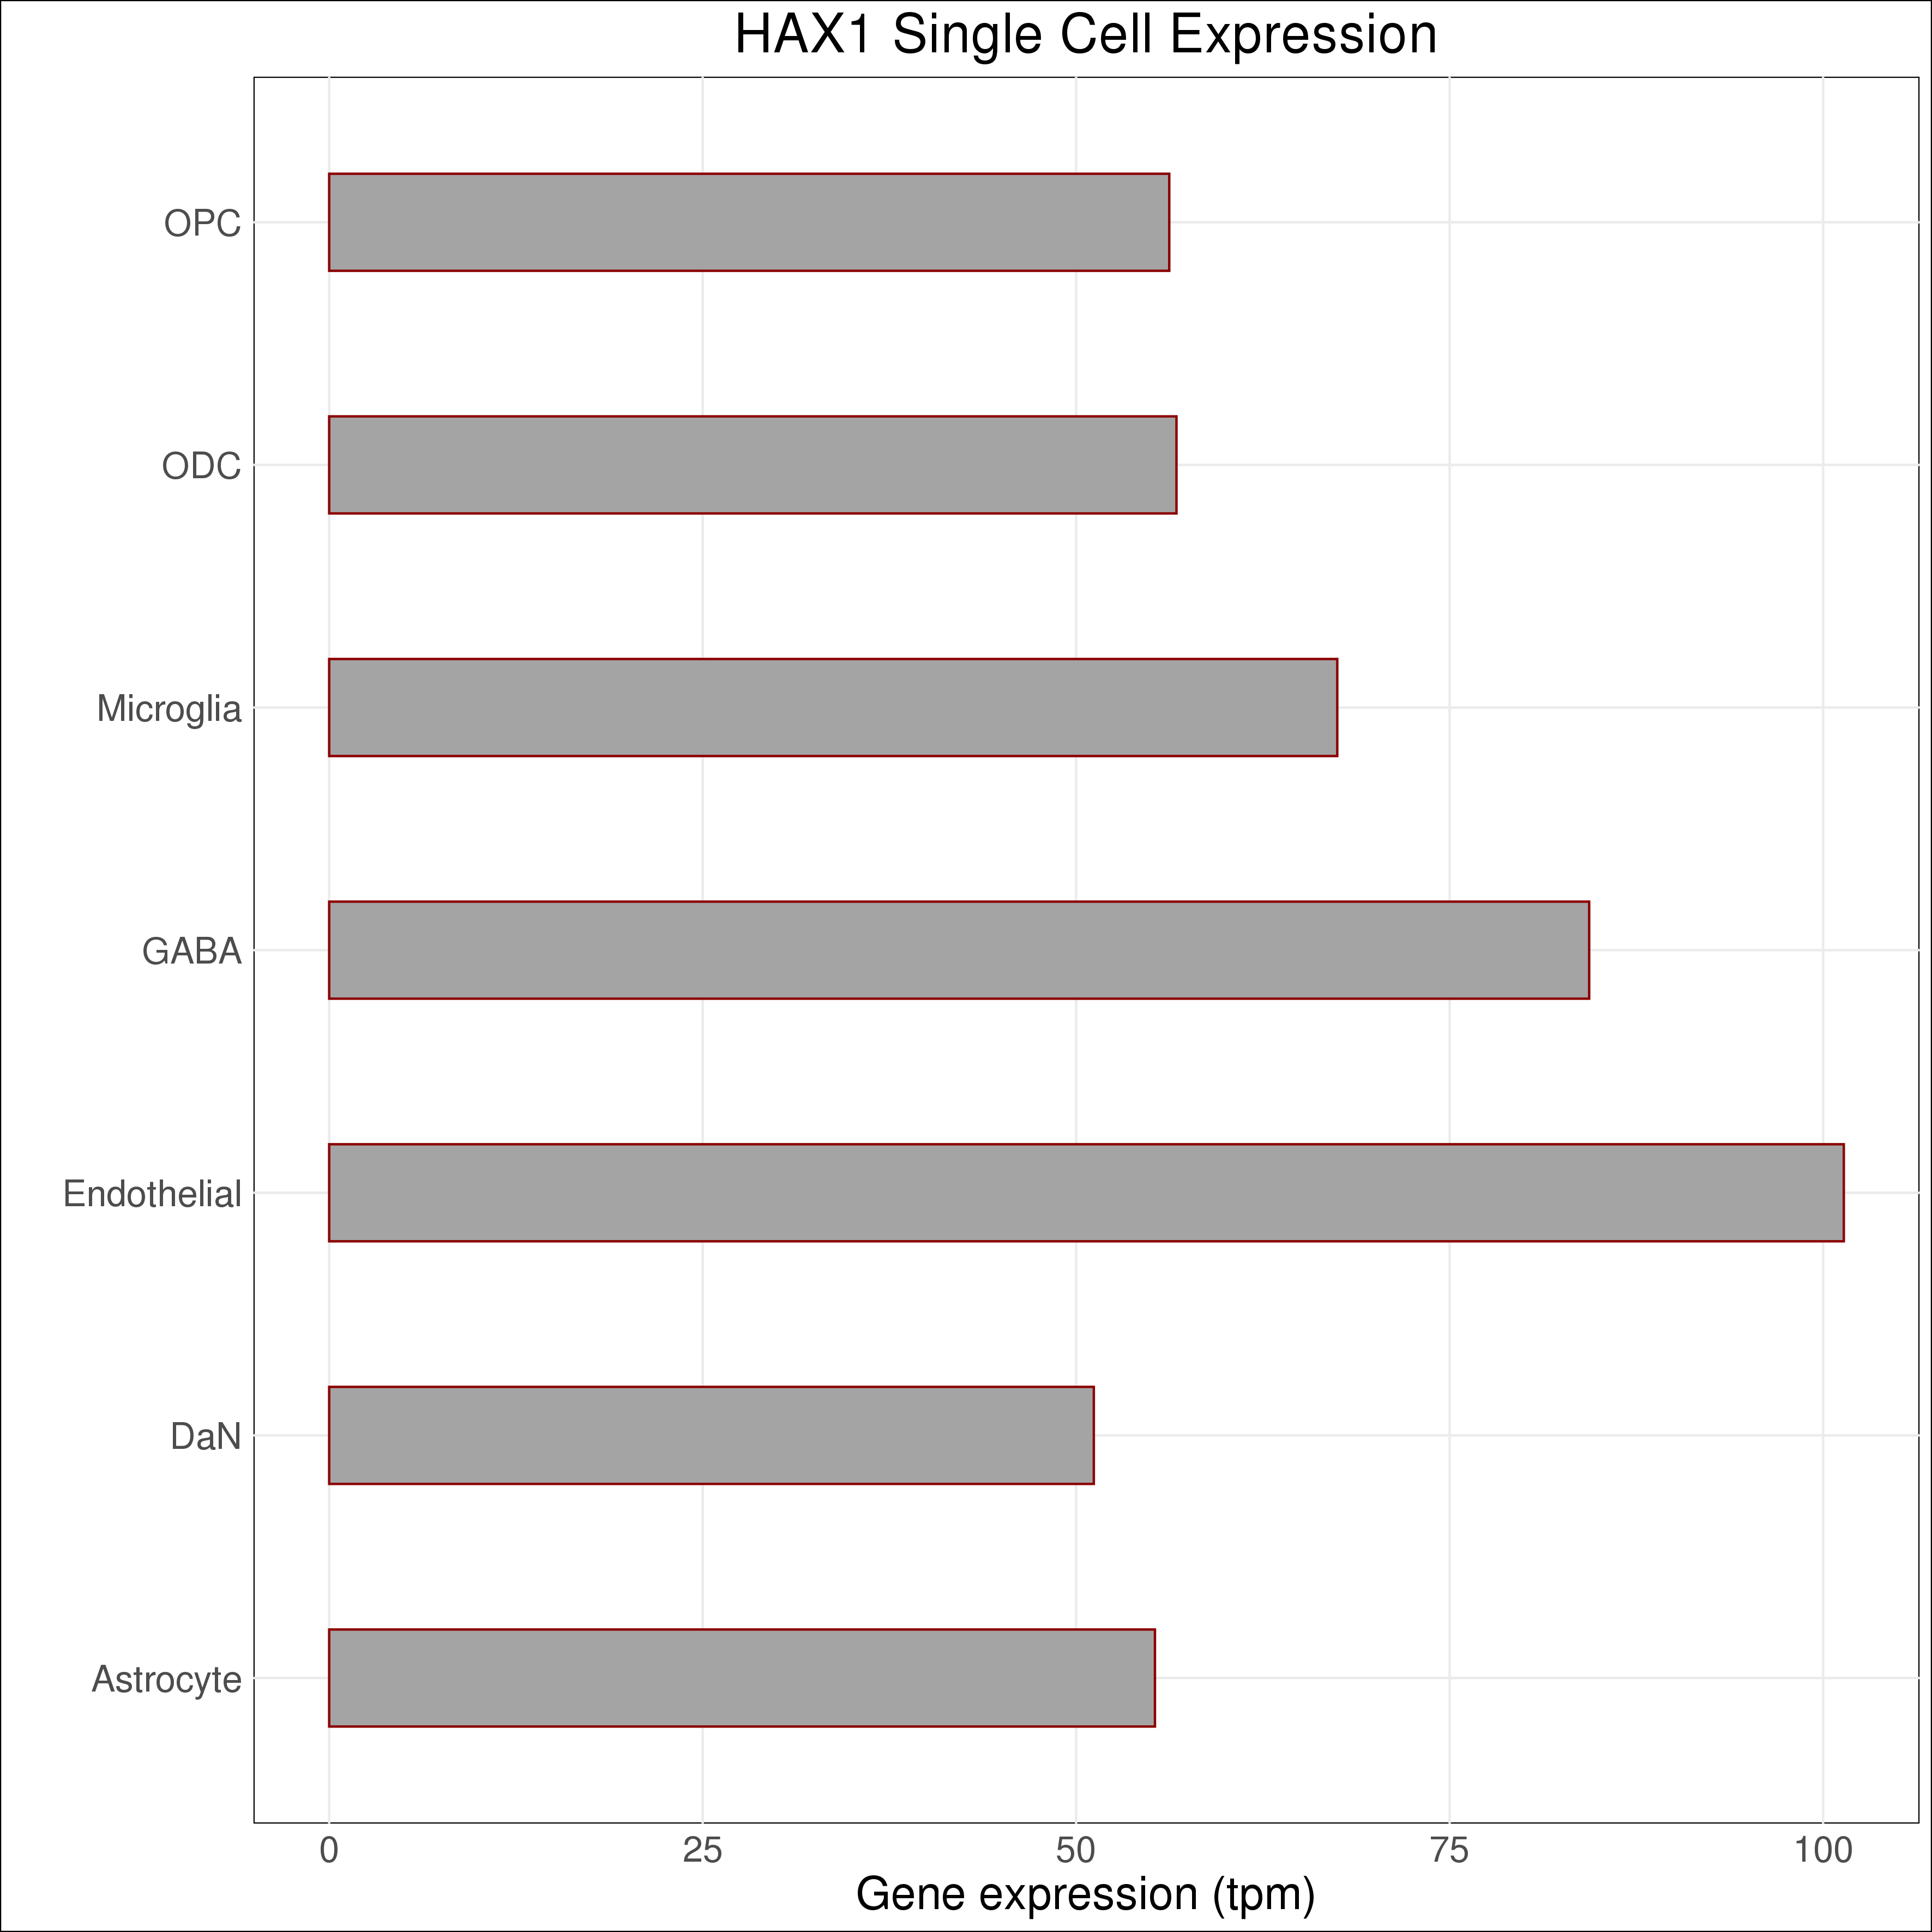 HAX1 Single Cell Expression
OPC
ODC
Microglia
GABA
Endothelial
DaN
Astrocyte
0 25 50 75 100
Gene expression (tpm)